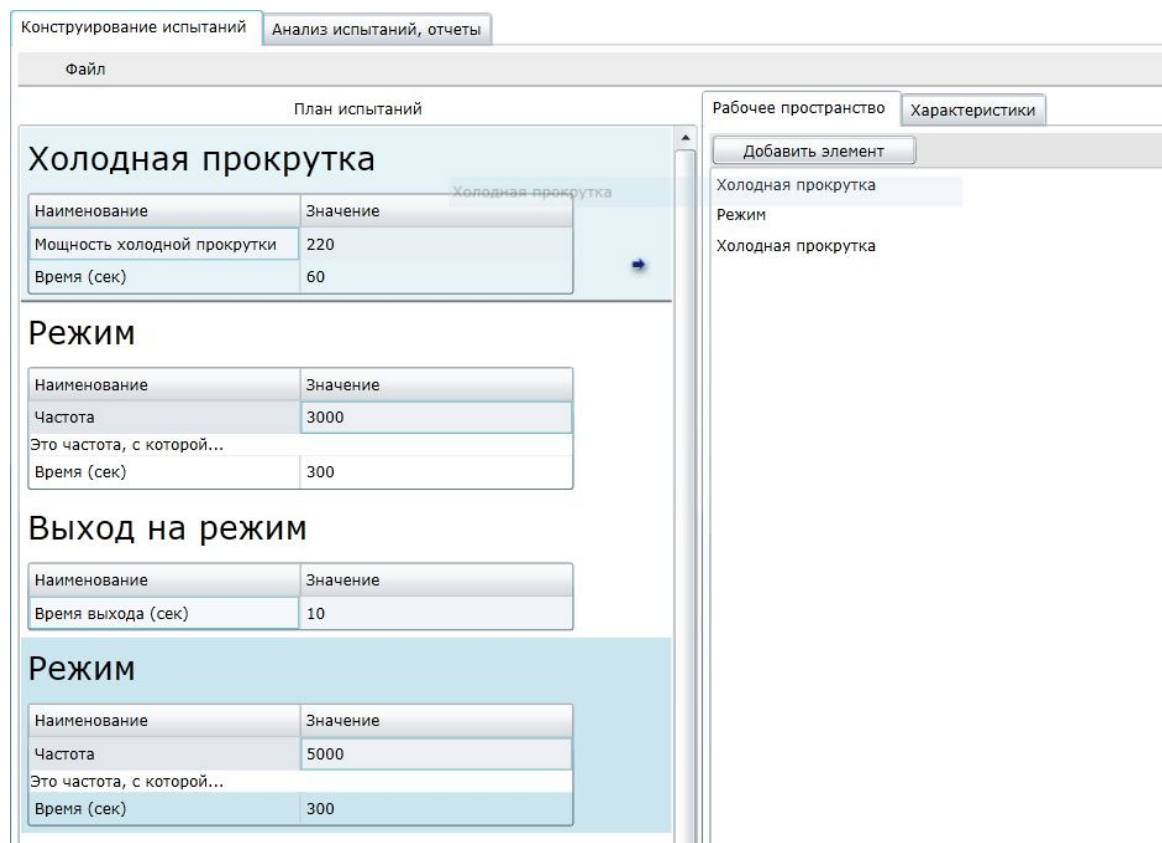 Конструирование испытаний Анализ испытаний, отчеты
Файл
План испытаний
Холодная прокрутка
Наименование Значение
Мощность холодной прокрутки 220
Время (сек) 60
Режим
Наименование Значение
Частота 3000
Это частота, с которой...
Время (сек) 300
Выход на режим
Наименование Значение
Время выхода (сек) 10
Режим
Наименование Значение
Частота 5000
Это частота, с которой...
Время (сек) 300
Холодная прокрутка
Рабочее пространство Характеристики
Добавить элемент
Холодная прокрутка
Режим
Холодная прокрутка